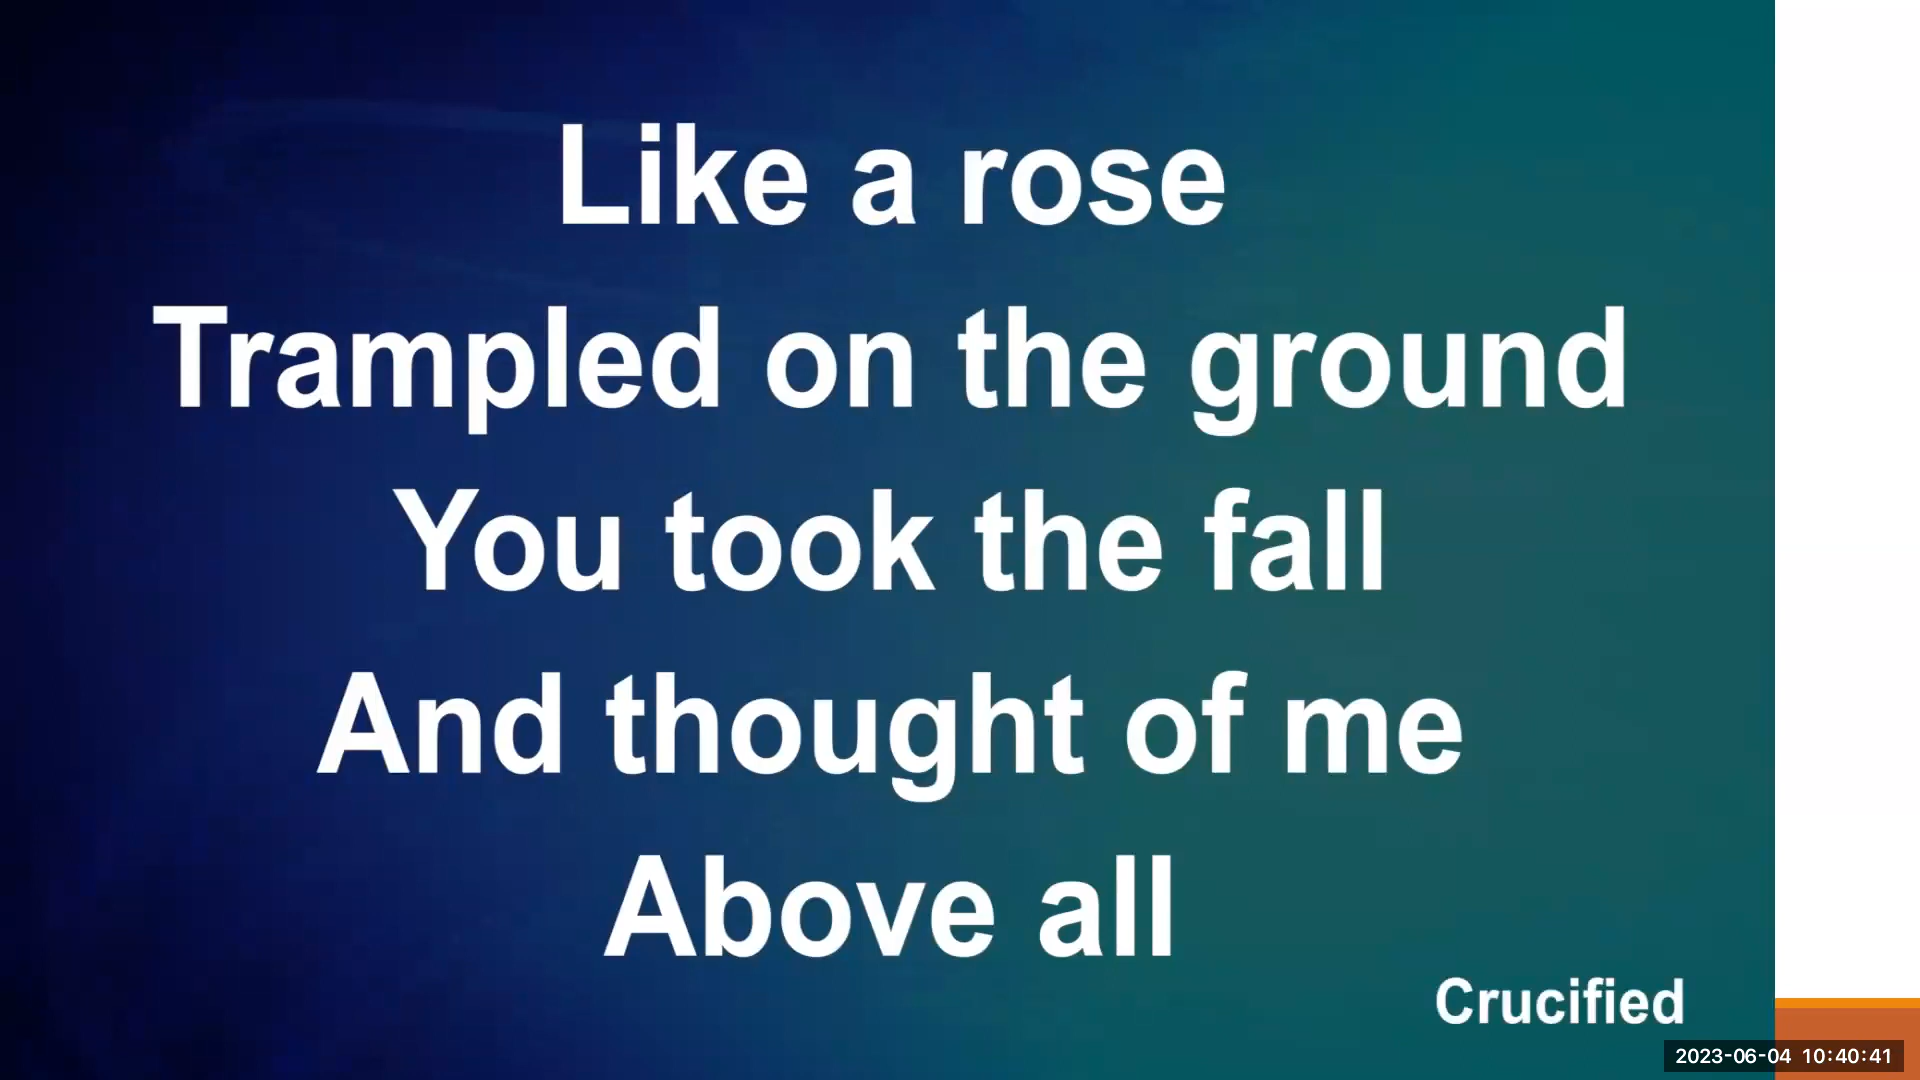 Like a rose
Trampled on the ground
You took the fall
And thought of me
Above all
Crucified
2023-06-04 10:40:41